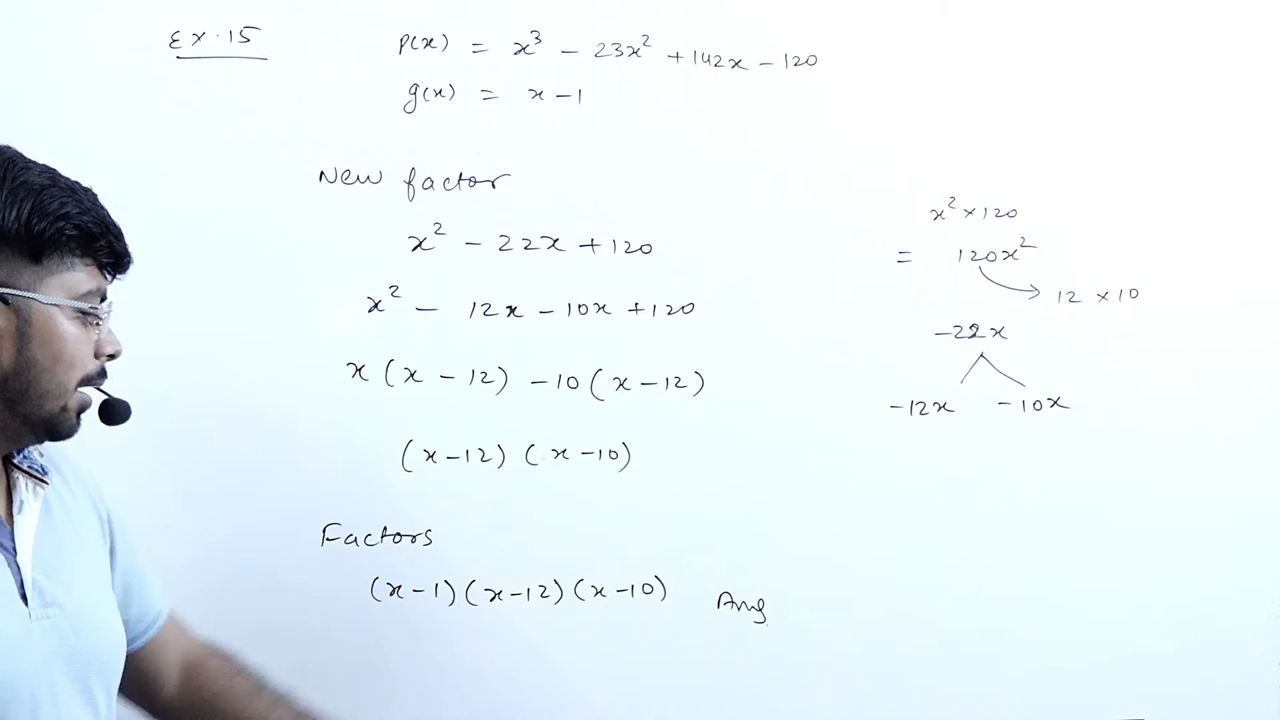 Ex.15
p(x) = x³ - 23x² + 142x - 120
g(x) = x - 1
New factor
x² - 22x + 120
x² - 12x - 10x + 120
x (x - 12) - 10 (x - 12)
(x - 12) (x - 10)
Factors
(x - 1) (x - 12) (x - 10) Ans
x² × 120
= 120x²
12 × 10
-22x
-12x -10x